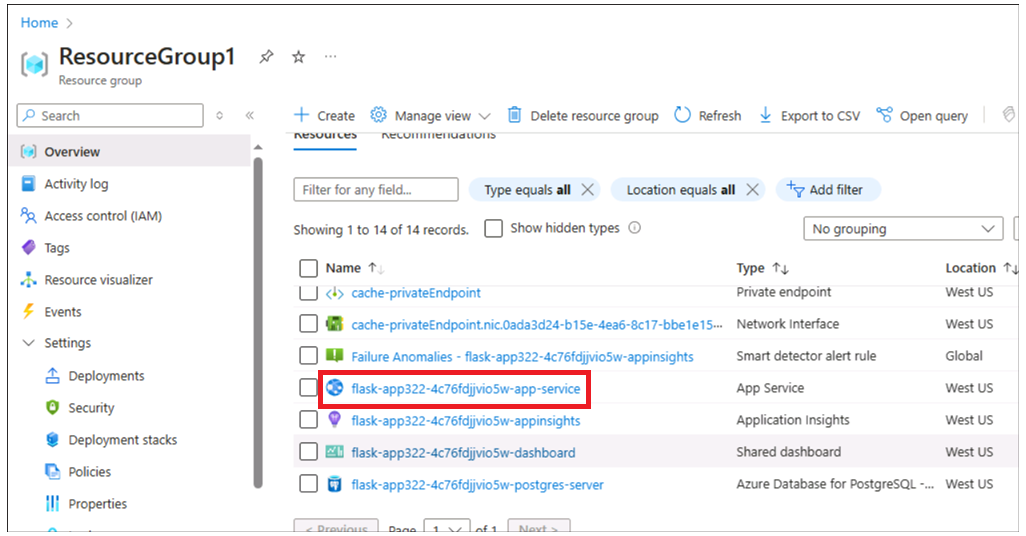 Home >
ResourceGroup1
Resource group
Search
Overview
Activity log
Access control (IAM)
Tags
Resource visualizer
Events
Settings
Deployments
Security
Deployment stacks
Policies
Properties
Create Manage view Delete resource group Refresh Export to CSV Open query
Resources Recommendations
Filter for any field... Type equals all Location equals all Add filter
Showing 1 to 14 of 14 records. Show hidden types No grouping
Name Type Location
cache-privateEndpoint Private endpoint West US
cache-privateEndpoint.nic.0ada3d24-b15e-4ea6-8c17-bbe1e15... Network Interface West US
Failure Anomalies - flask-app322-4c76fdjjvio5w-appinsights Smart detector alert rule Global
flask-app322-4c76fdjjvio5w-app-service App Service West US
flask-app322-4c76fdjjvio5w-appinsights Application Insights West US
flask-app322-4c76fdjjvio5w-dashboard Shared dashboard West US
flask-app322-4c76fdjjvio5w-postgres-server Azure Database for PostgreSQL -... West US
< Previous Page 1 of 1 Next >